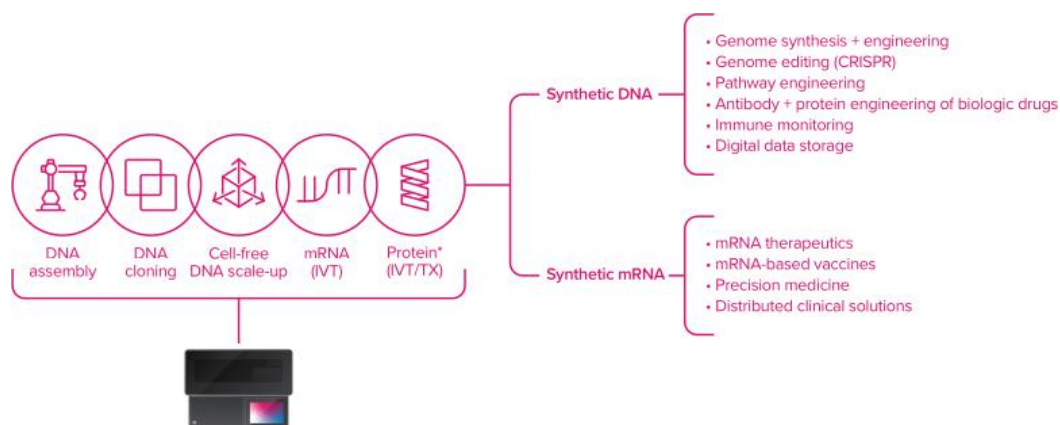 DNA
assembly
DNA
cloning
Cell-free
DNA scale-up
mRNA
(IVT)
Protein*
(IVT/TX)
Synthetic DNA
• Genome synthesis + engineering
• Genome editing (CRISPR)
• Pathway engineering
• Antibody + protein engineering of biologic drugs
• Immune monitoring
• Digital data storage
Synthetic mRNA
• mRNA therapeutics
• mRNA-based vaccines
• Precision medicine
• Distributed clinical solutions